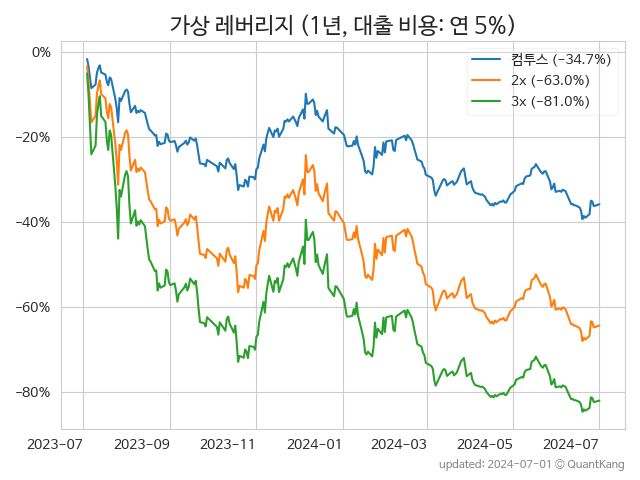 가상 레버리지 (1년, 대출 비용: 연 5%)
컴투스 (−34.7%)
2x (−63.0%)
3x (−81.0%)
0%
−20%
−40%
−60%
−80%
2023-07 2023-09 2023-11 2024-01 2024-03 2024-05 2024-07
updated: 2024-07-01 © QuantKang